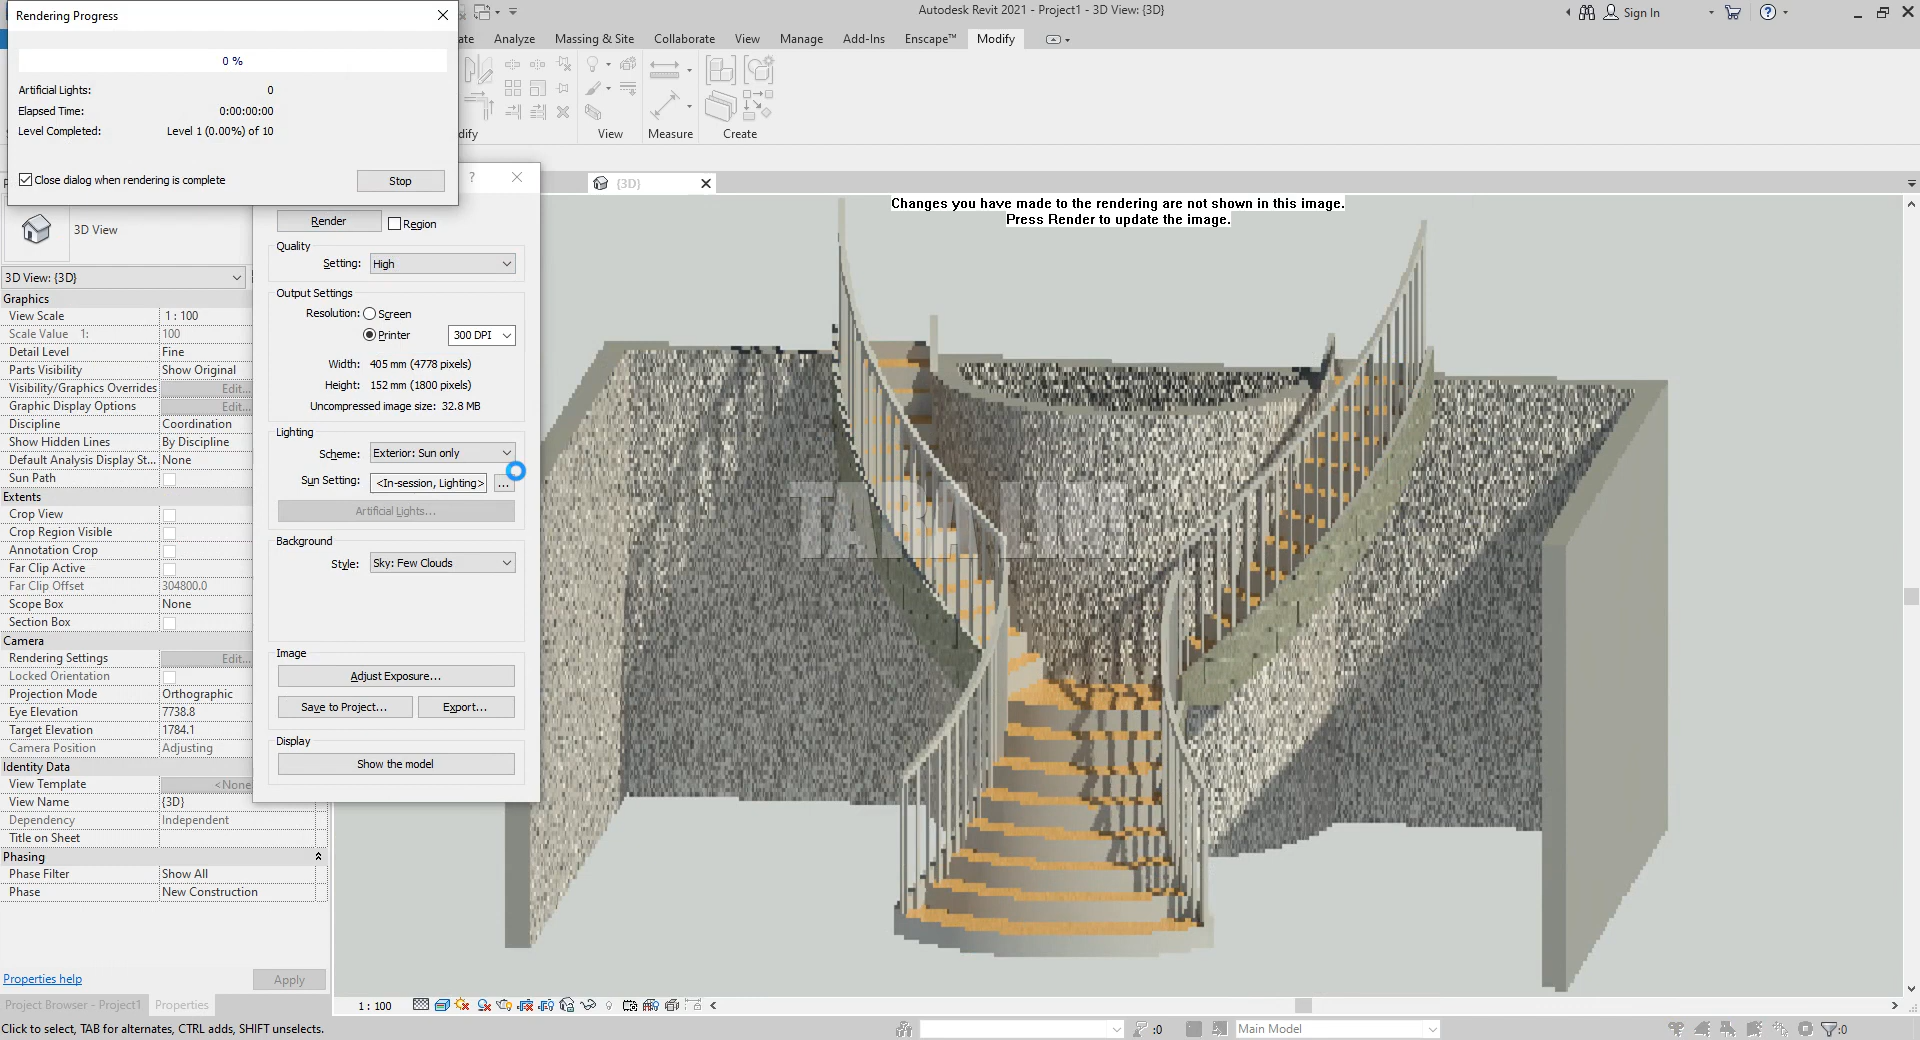 Rendering Progress
0 %
Artificial Lights: 0
Elapsed Time: 0:00:00:00
Level Completed: Level 1 (0.00%) of 10
Close dialog when rendering is complete
Stop
Autodesk Revit 2021 - Project1 - 3D View: {3D}
Sign In
ate Analyze Massing & Site Collaborate View Manage Add-Ins Enscape™ Modify
dify View Measure Create
{3D}
Changes you have made to the rendering are not shown in this image.
Press Render to update the image.
Render
Region
Quality
Setting: High
Output Settings
Resolution: Screen
Printer 300 DPI
Width: 405 mm (4778 pixels)
Height: 152 mm (1800 pixels)
Uncompressed image size: 32.8 MB
Lighting
Scheme: Exterior: Sun only
Sun Setting: <In-session, Lighting> ...
Artificial Lights...
Background
Style: Sky: Few Clouds
Image
Adjust Exposure...
Save to Project... Export...
Display
Show the model
3D View
3D View: {3D}
Graphics
View Scale 1 : 100
Scale Value 1: 100
Detail Level Fine
Parts Visibility Show Original
Visibility/Graphics Overrides Edit...
Graphic Display Options Edit...
Discipline Coordination
Show Hidden Lines By Discipline
Default Analysis Display St... None
Sun Path
Extents
Crop View
Crop Region Visible
Annotation Crop
Far Clip Active
Far Clip Offset 304800.0
Scope Box None
Section Box
Camera
Rendering Settings Edit...
Locked Orientation
Projection Mode Orthographic
Eye Elevation 7738.8
Target Elevation 1784.1
Camera Position Adjusting
Identity Data
View Template <None
View Name {3D}
Dependency Independent
Title on Sheet
Phasing
Phase Filter Show All
Phase New Construction
Properties help
Apply
Project Browser - Project1 Properties
1 : 100
Click to select, TAB for alternates, CTRL adds, SHIFT unselects.
:0
Main Model
:0